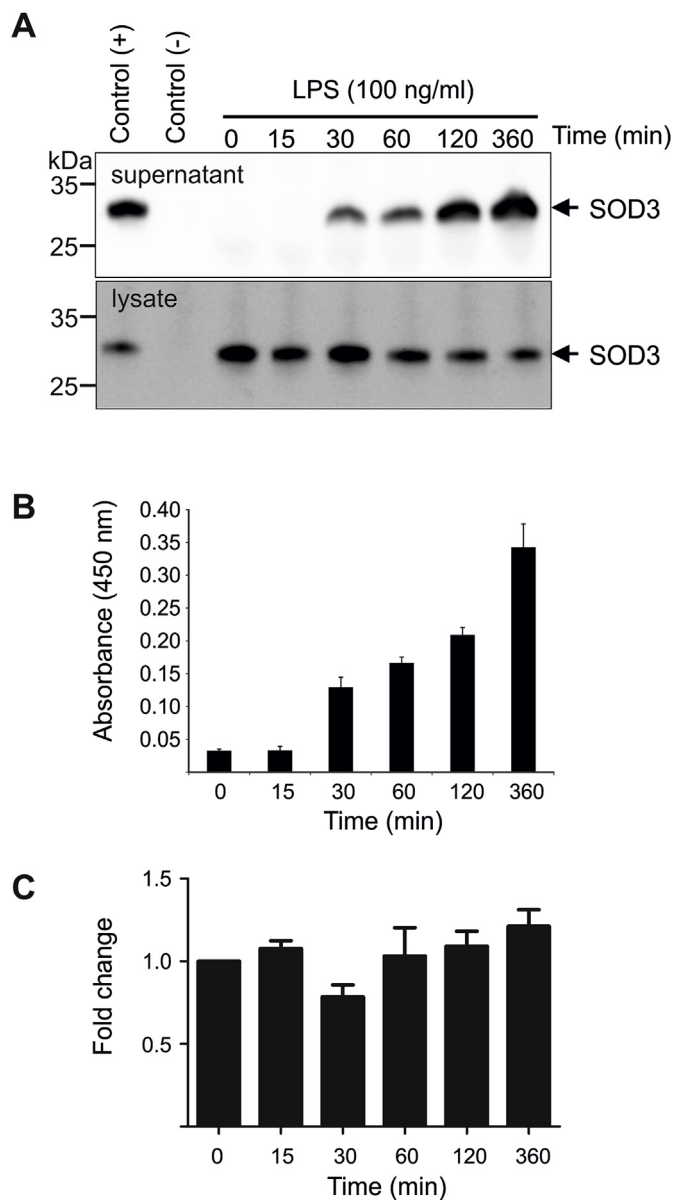 A
Control (+)
Control (-)
LPS (100 ng/ml)
0 15 30 60 120 360 Time (min)
kDa
35
supernatant
SOD3
25
lysate
35
SOD3
25
B
Absorbance (450 nm)
0.40
0.35
0.30
0.25
0.20
0.15
0.10
0.05
0 15 30 60 120 360
Time (min)
C
Fold change
1.5
1.0
0.5
0 15 30 60 120 360
Time (min)